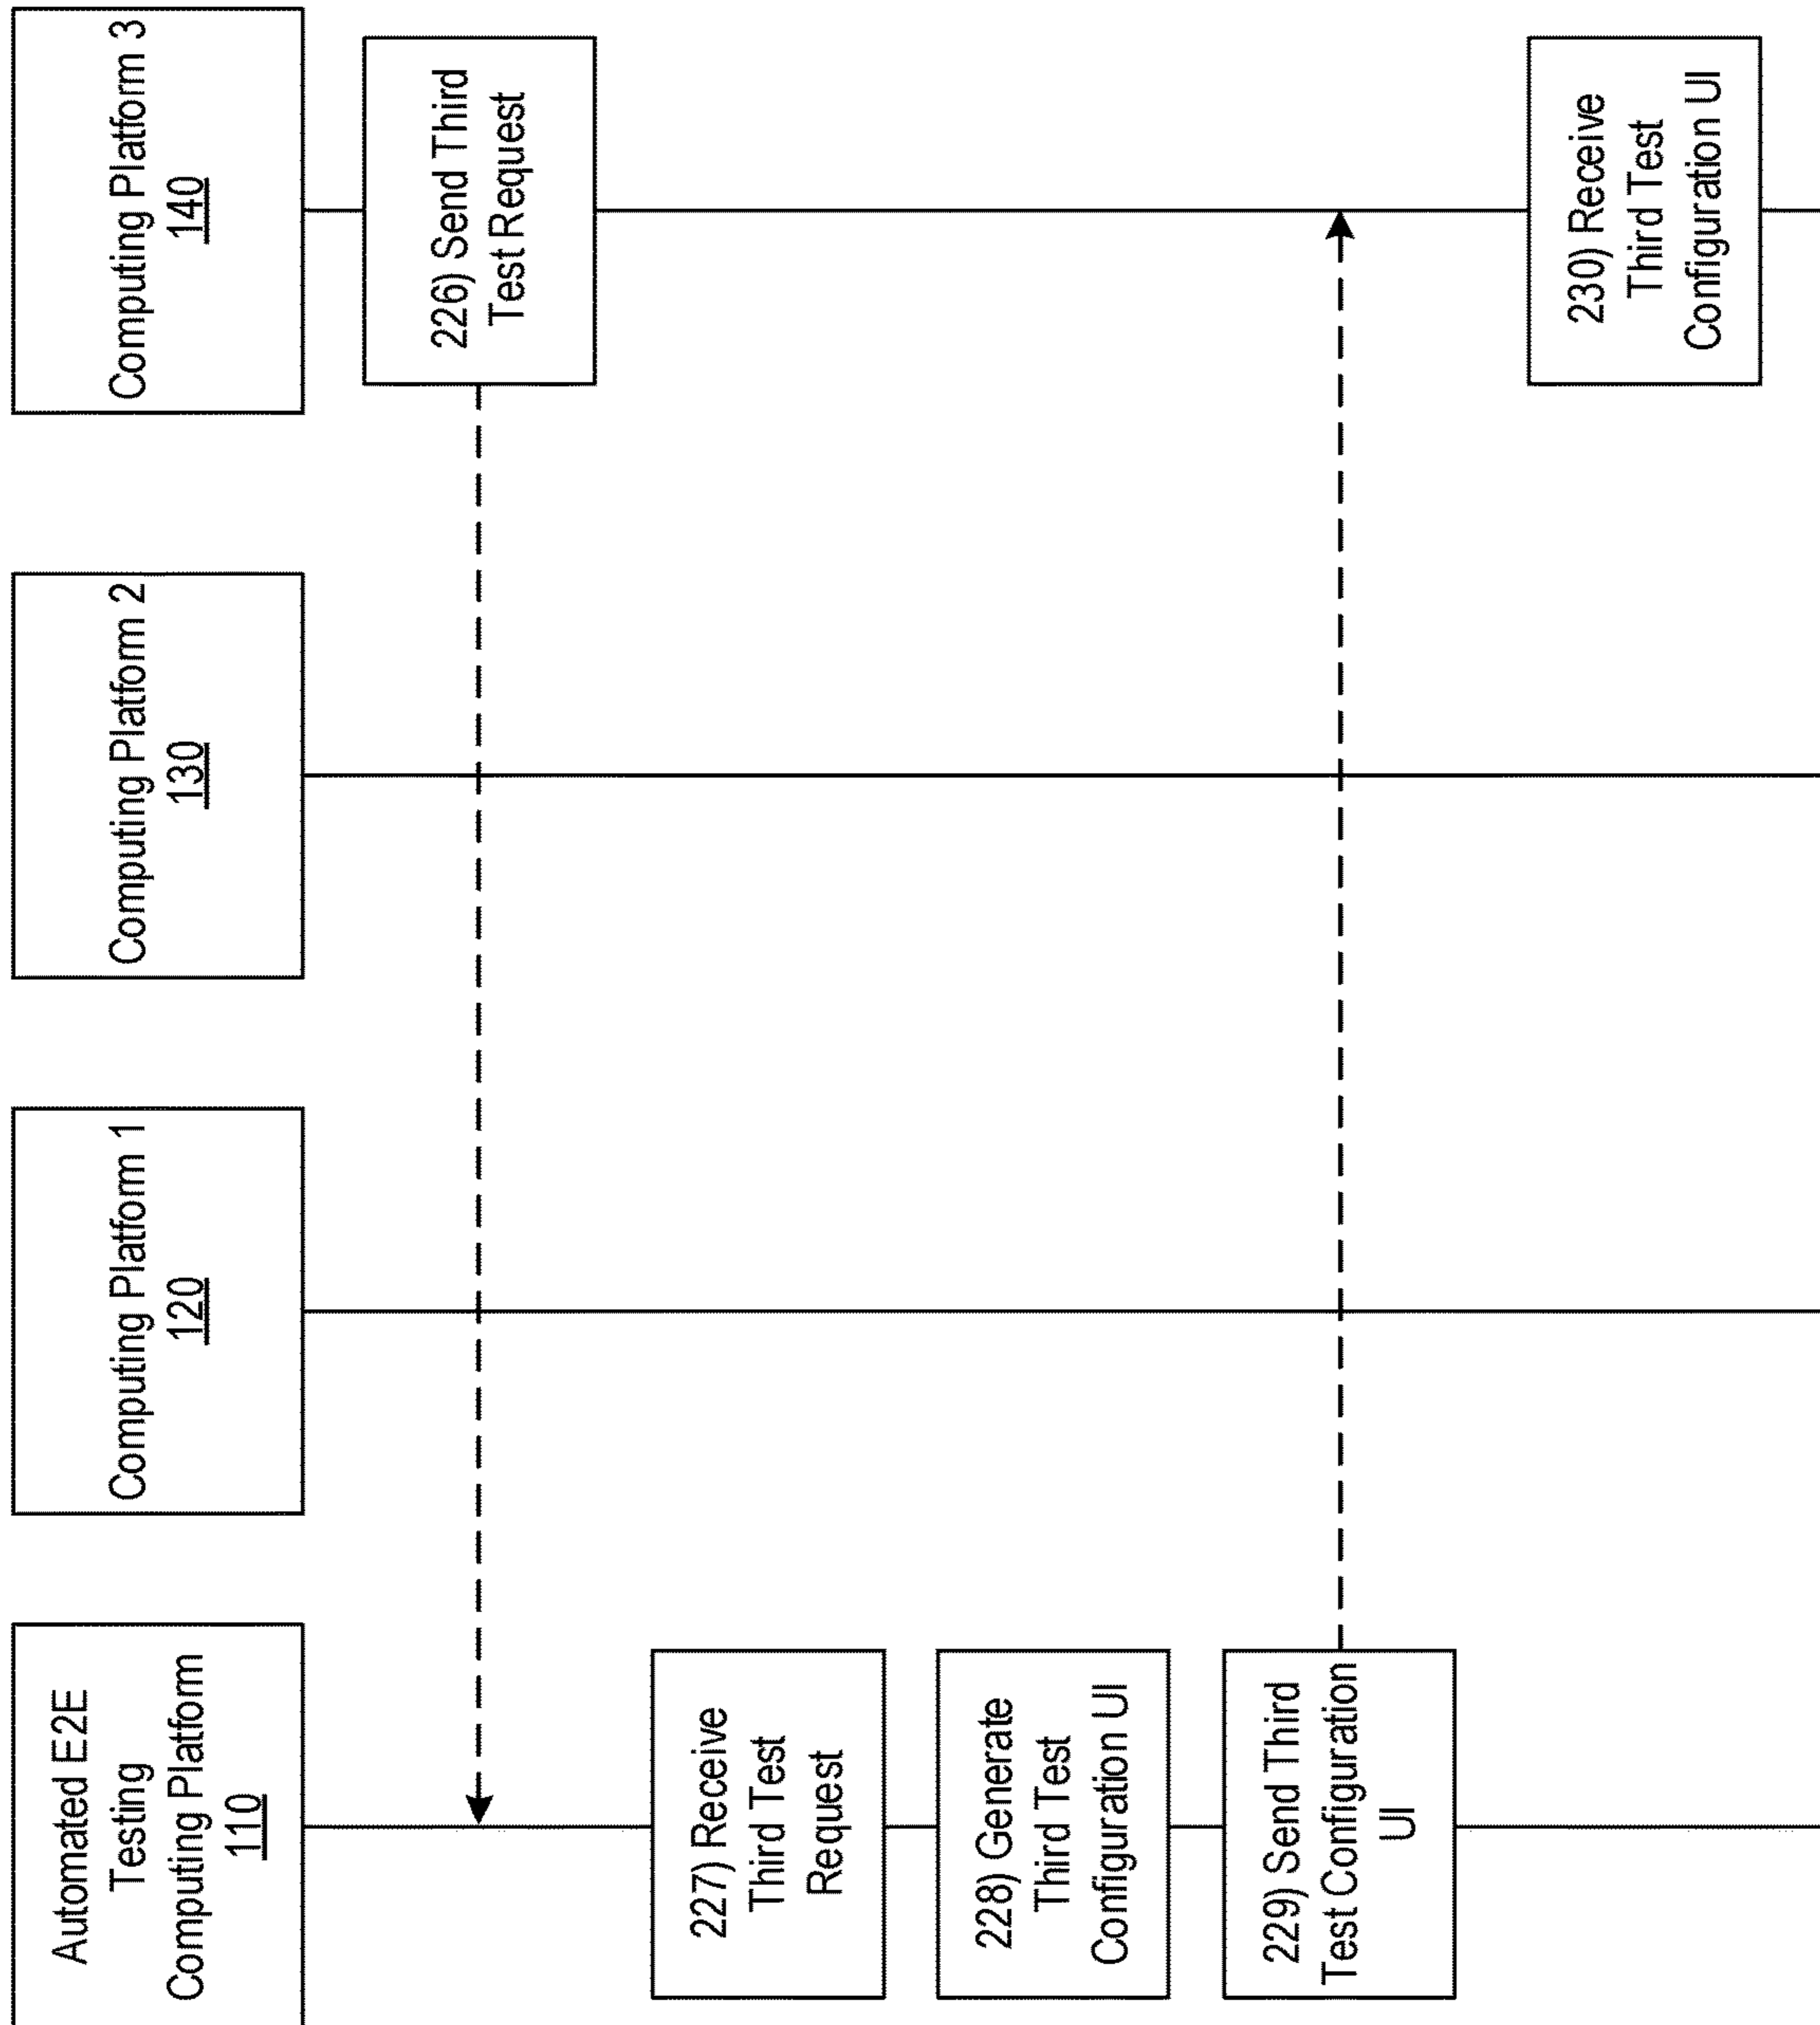 Automated E2E
Testing
Computing Platform
110
Computing Platform 1
120
Computing Platform 2
130
Computing Platform 3
140
226) Send Third
Test Request
227) Receive
Third Test
Request
228) Generate
Third Test
Configuration UI
229) Send Third
Test Configuration
UI
230) Receive
Third Test
Configuration UI